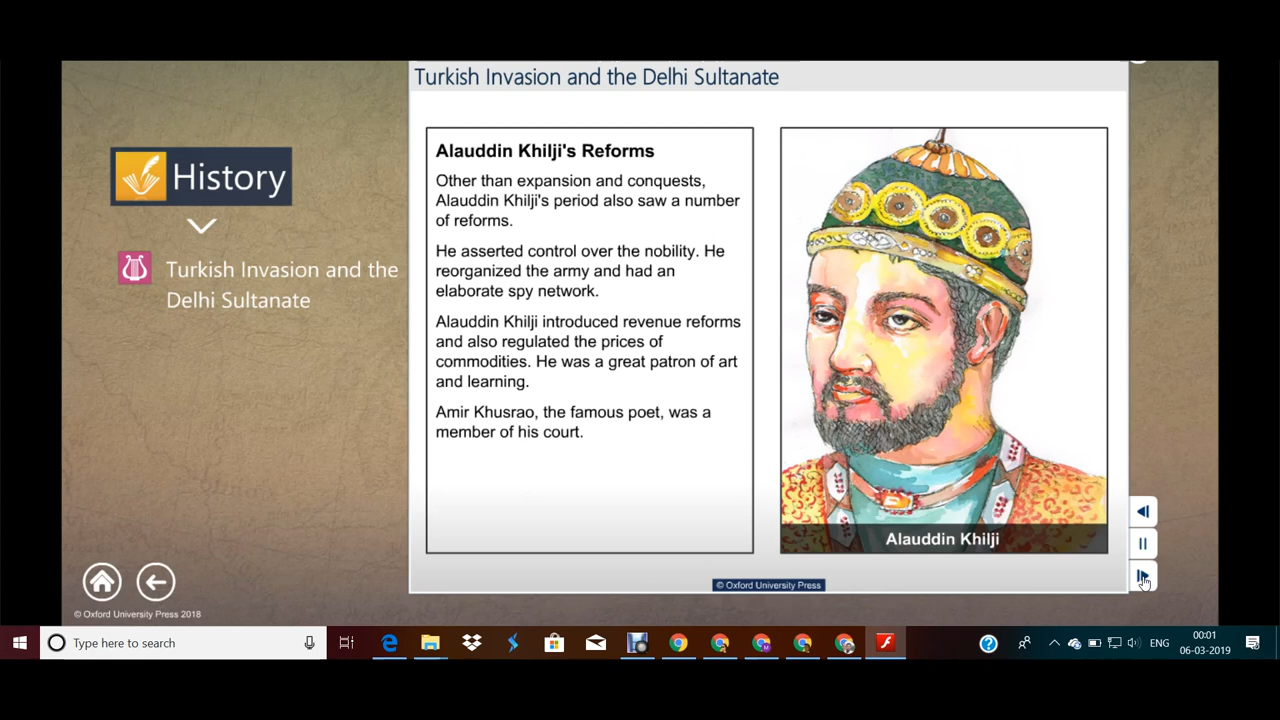 Turkish Invasion and the Delhi Sultanate
History
Turkish Invasion and the
Delhi Sultanate
Alauddin Khilji's Reforms
Other than expansion and conquests,
Alauddin Khilji's period also saw a number
of reforms.
He asserted control over the nobility. He
reorganized the army and had an
elaborate spy network.
Alauddin Khilji introduced revenue reforms
and also regulated the prices of
commodities. He was a great patron of art
and learning.
Amir Khusrao, the famous poet, was a
member of his court.
Alauddin Khilji
© Oxford University Press
© Oxford University Press 2018
Type here to search
ENG
00:01
06-03-2019